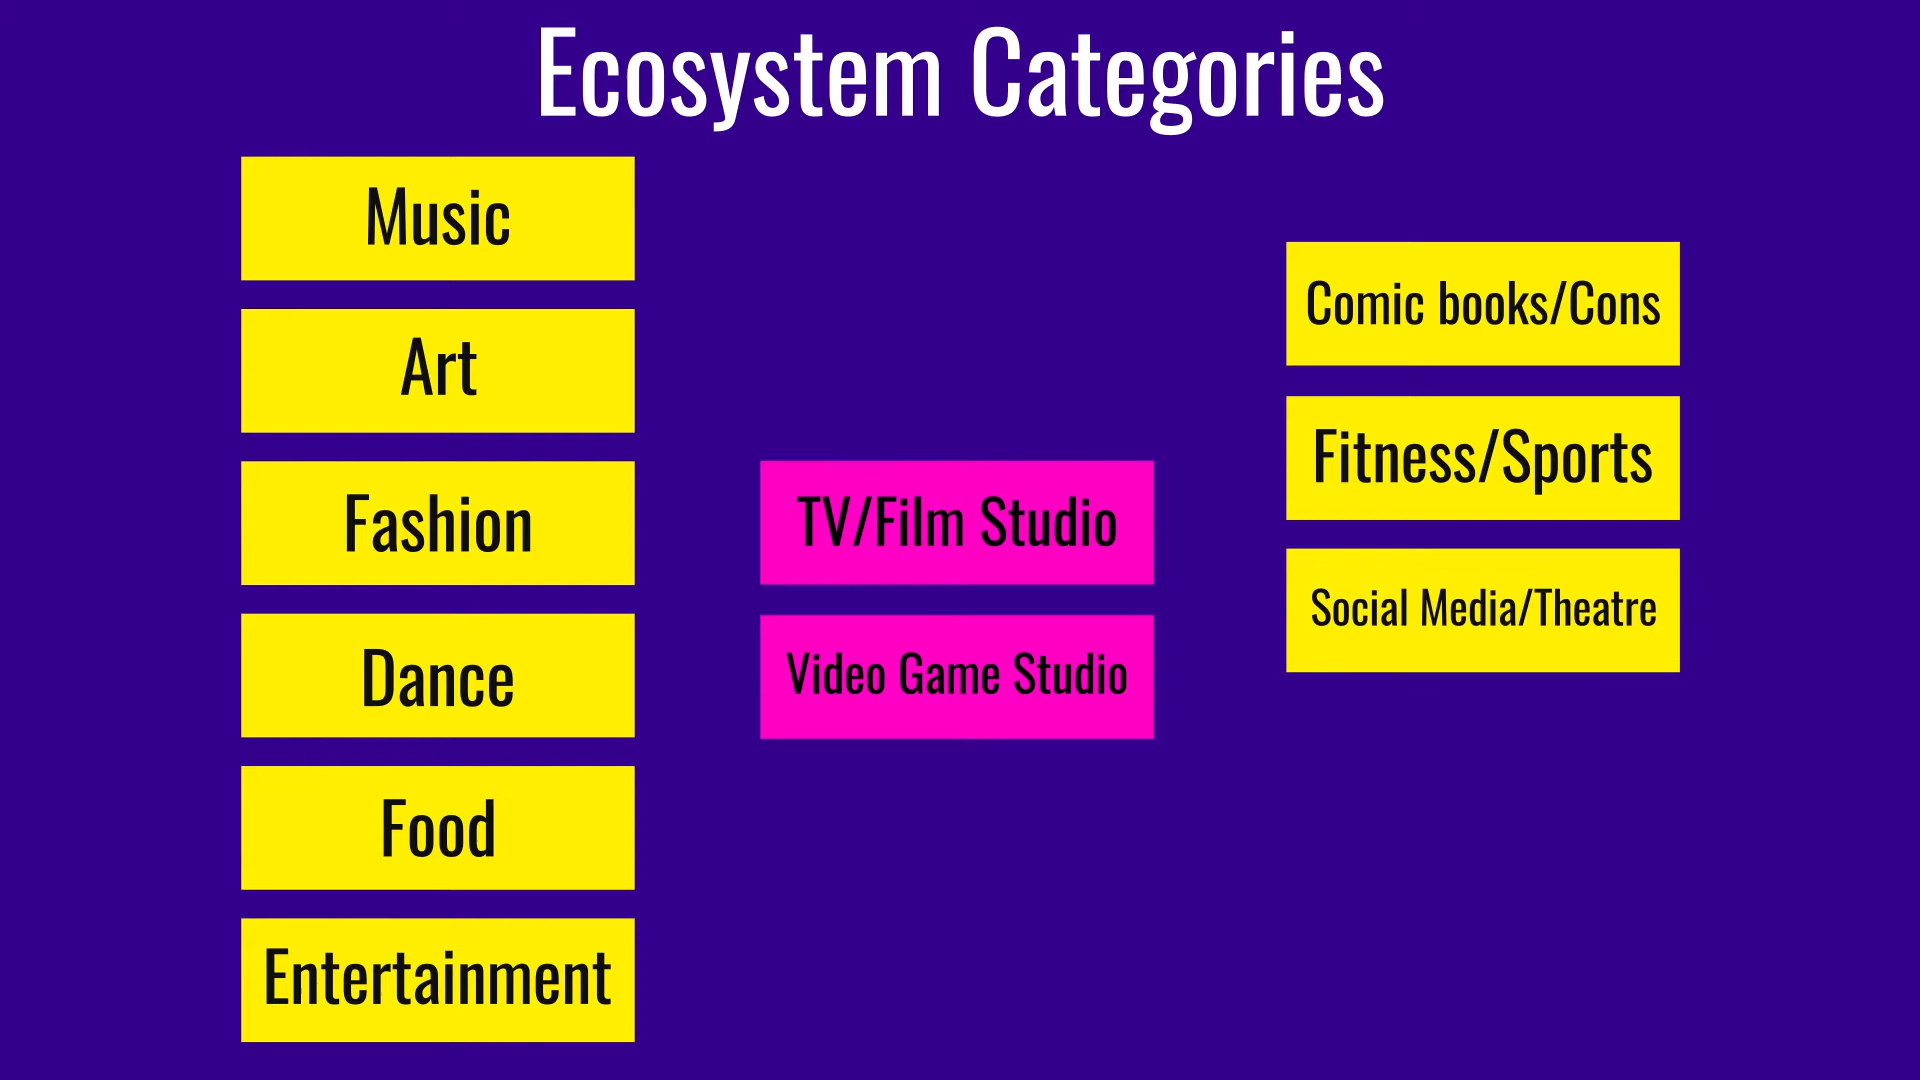 Ecosystem Categories
Music
Art
Fashion
Dance
Food
Entertainment
TV/Film Studio
Video Game Studio
Comic books/Cons
Fitness/Sports
Social Media/Theatre